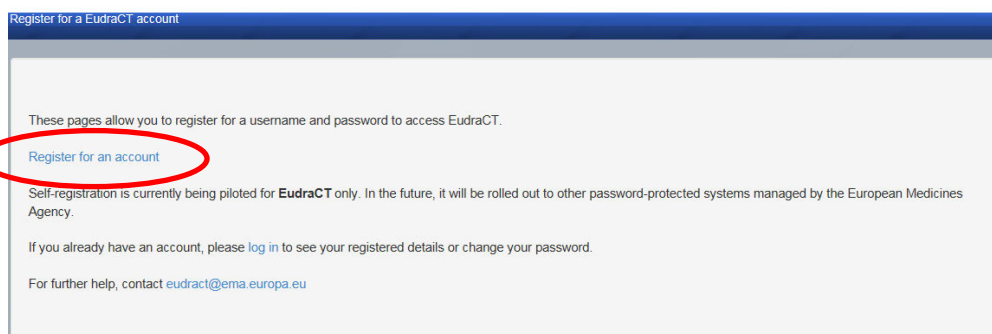 Register for a EudraCT account
These pages allow you to register for a username and password to access EudraCT.
Register for an account
Self-registration is currently being piloted for EudraCT only. In the future, it will be rolled out to other password-protected systems managed by the European Medicines
Agency.
If you already have an account, please log in to see your registered details or change your password.
For further help, contact eudract@ema.europa.eu